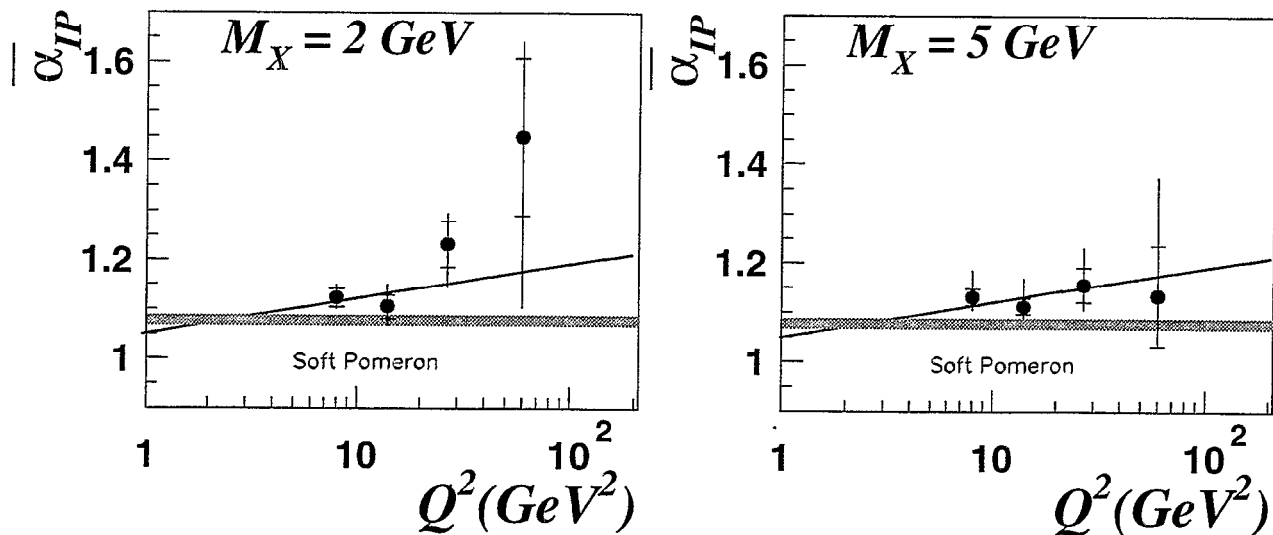 M_X = 2 GeV
α̅_IP
1.6
1.4
1.2
1
Soft Pomeron
1 10 10^2
Q^2(GeV^2)
M_X = 5 GeV
α̅_IP
1.6
1.4
1.2
1
Soft Pomeron
1 10 10^2
Q^2(GeV^2)